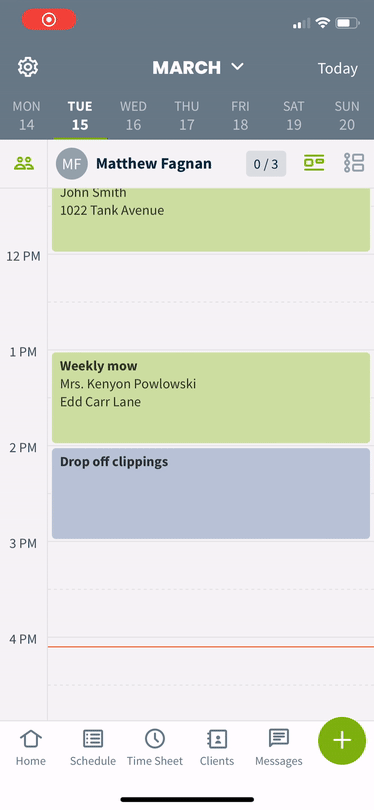 MARCH
Today
MON TUE WED THU FRI SAT SUN
14 15 16 17 18 19 20
MF Matthew Fagnan 0 / 3
John Smith
1022 Tank Avenue
12 PM
1 PM
Weekly mow
Mrs. Kenyon Powlowski
Edd Carr Lane
2 PM
Drop off clippings
3 PM
4 PM
Home Schedule Time Sheet Clients Messages